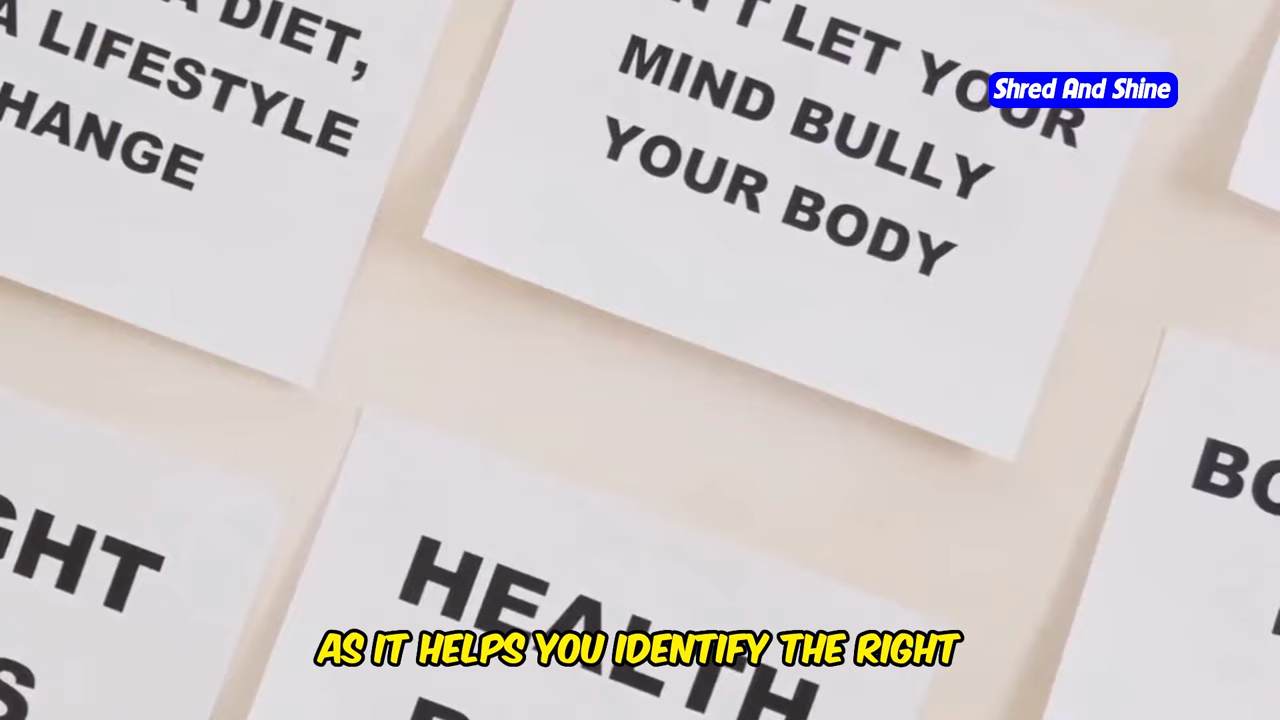 A DIET,
A LIFESTYLE
HANGE
N'T LET YOUR
MIND BULLY
YOUR BODY
Shred And Shine
GHT
S
HEALTH
BO
AS IT HELPS YOU IDENTIFY THE RIGHT